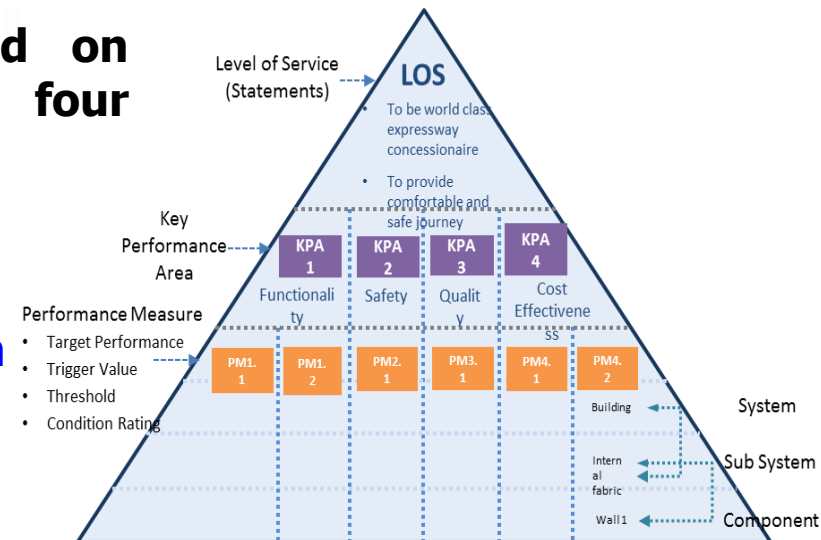 d on
four
Level of Service
(Statements)
LOS
• To be world class
expressway
concessionaire
• To provide
comfortable and
safe journey
Key
Performance
Area
KPA
1
KPA
2
KPA
3
KPA
4
Functionali
ty
Safety
Qualit
y
Cost
Effectivene
ss
Performance Measure
• Target Performance
• Trigger Value
• Threshold
• Condition Rating
n
PM1.
1
PM1.
2
PM2.
1
PM3.
1
PM4.
1
PM4.
2
Building
System
Intern
al
fabric
Sub System
Wall1
Component